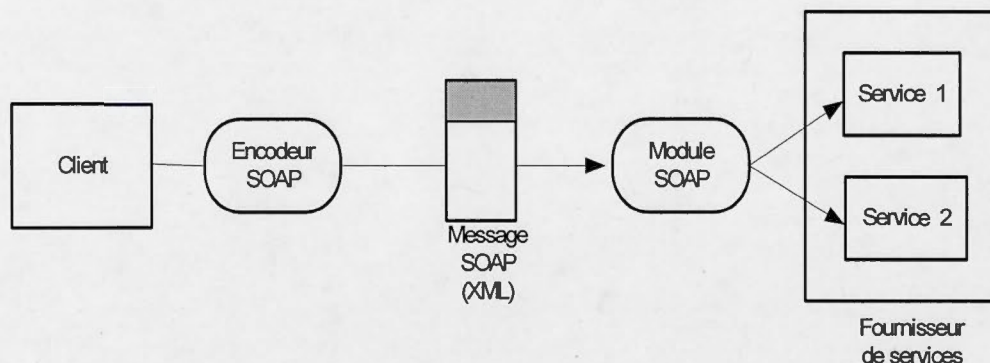 Client
Encodeur
SOAP
Message
SOAP
(XML)
Module
SOAP
Service 1
Service 2
Fournisseur
de services